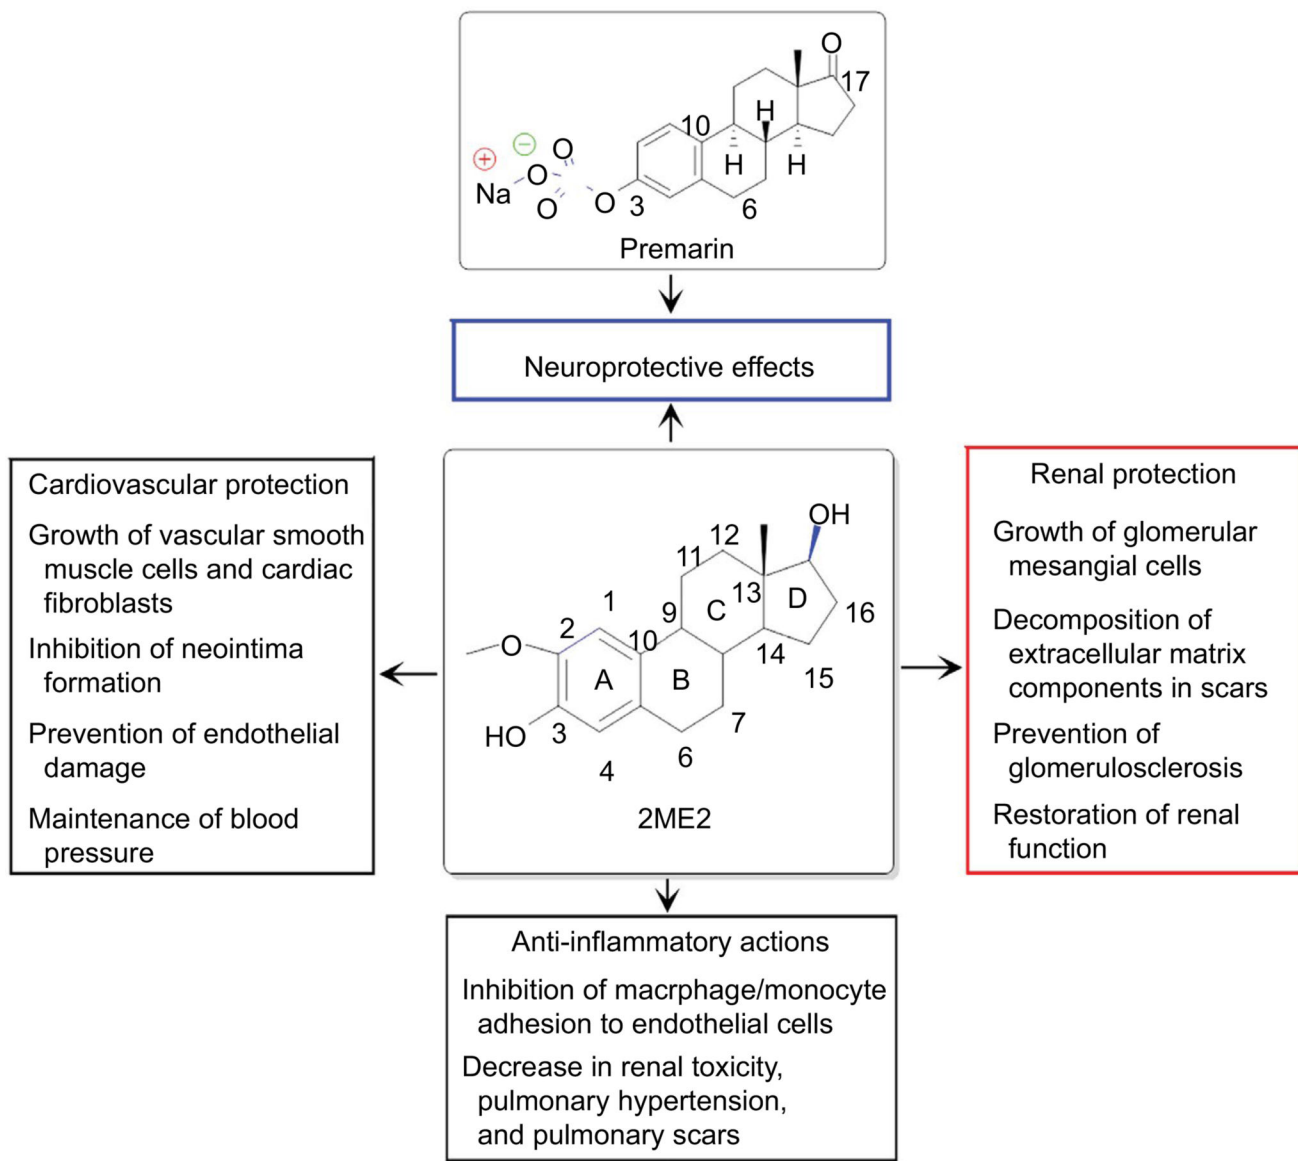 O
17
H
10
H
H
O
O
Na
O
O
3
6
Premarin
Neuroprotective effects
Cardiovascular protection
Growth of vascular smooth
muscle cells and cardiac
fibroblasts
Inhibition of neointima
formation
Prevention of endothelial
damage
Maintenance of blood
pressure
OH
12
11
13
D
C
1
9
16
2
10
O
14
A
B
15
HO
3
7
4
6
2ME2
Renal protection
Growth of glomerular
mesangial cells
Decomposition of
extracellular matrix
components in scars
Prevention of
glomerulosclerosis
Restoration of renal
function
Anti-inflammatory actions
Inhibition of macrphage/monocyte
adhesion to endothelial cells
Decrease in renal toxicity,
pulmonary hypertension,
and pulmonary scars